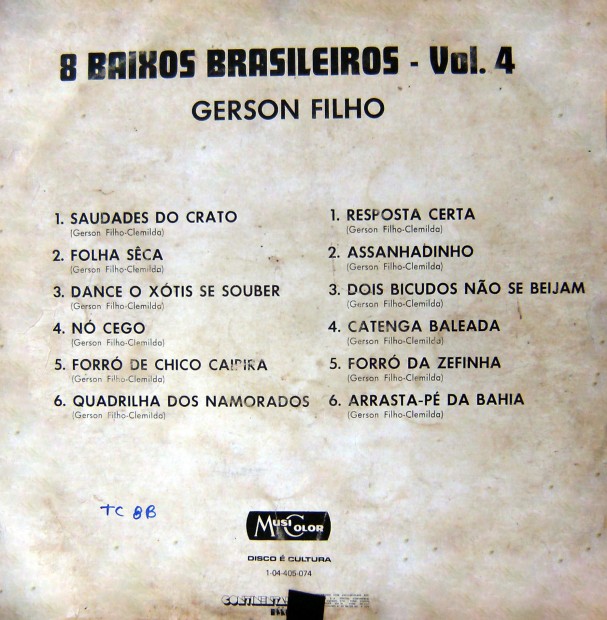 8 BAIXOS BRASILEIROS - Vol. 4
GERSON FILHO
1. SAUDADES DO CRATO
(Gerson Filho-Clemilda)
2. FOLHA SÊCA
(Gerson Filho-Clemilda)
3. DANCE O XÓTIS SE SOUBER
(Gerson Filho-Clemilda)
4. NÓ CEGO
(Gerson Filho-Clemilda)
5. FORRÓ DE CHICO CAIPIRA
(Gerson Filho-Clemilda)
6. QUADRILHA DOS NAMORADOS
(Gerson Filho-Clemilda)
1. RESPOSTA CERTA
(Gerson Filho-Clemilda)
2. ASSANHADINHO
(Gerson Filho-Clemilda)
3. DOIS BICUDOS NÃO SE BEIJAM
(Gerson Filho-Clemilda)
4. CATENGA BALEADA
(Gerson Filho-Clemilda)
5. FORRÓ DA ZEFINHA
(Gerson Filho-Clemilda)
6. ARRASTA-PÉ DA BAHIA
(Gerson Filho-Clemilda)
TC 8B
MUSICOLOR
DISCO É CULTURA
1-04-405-074